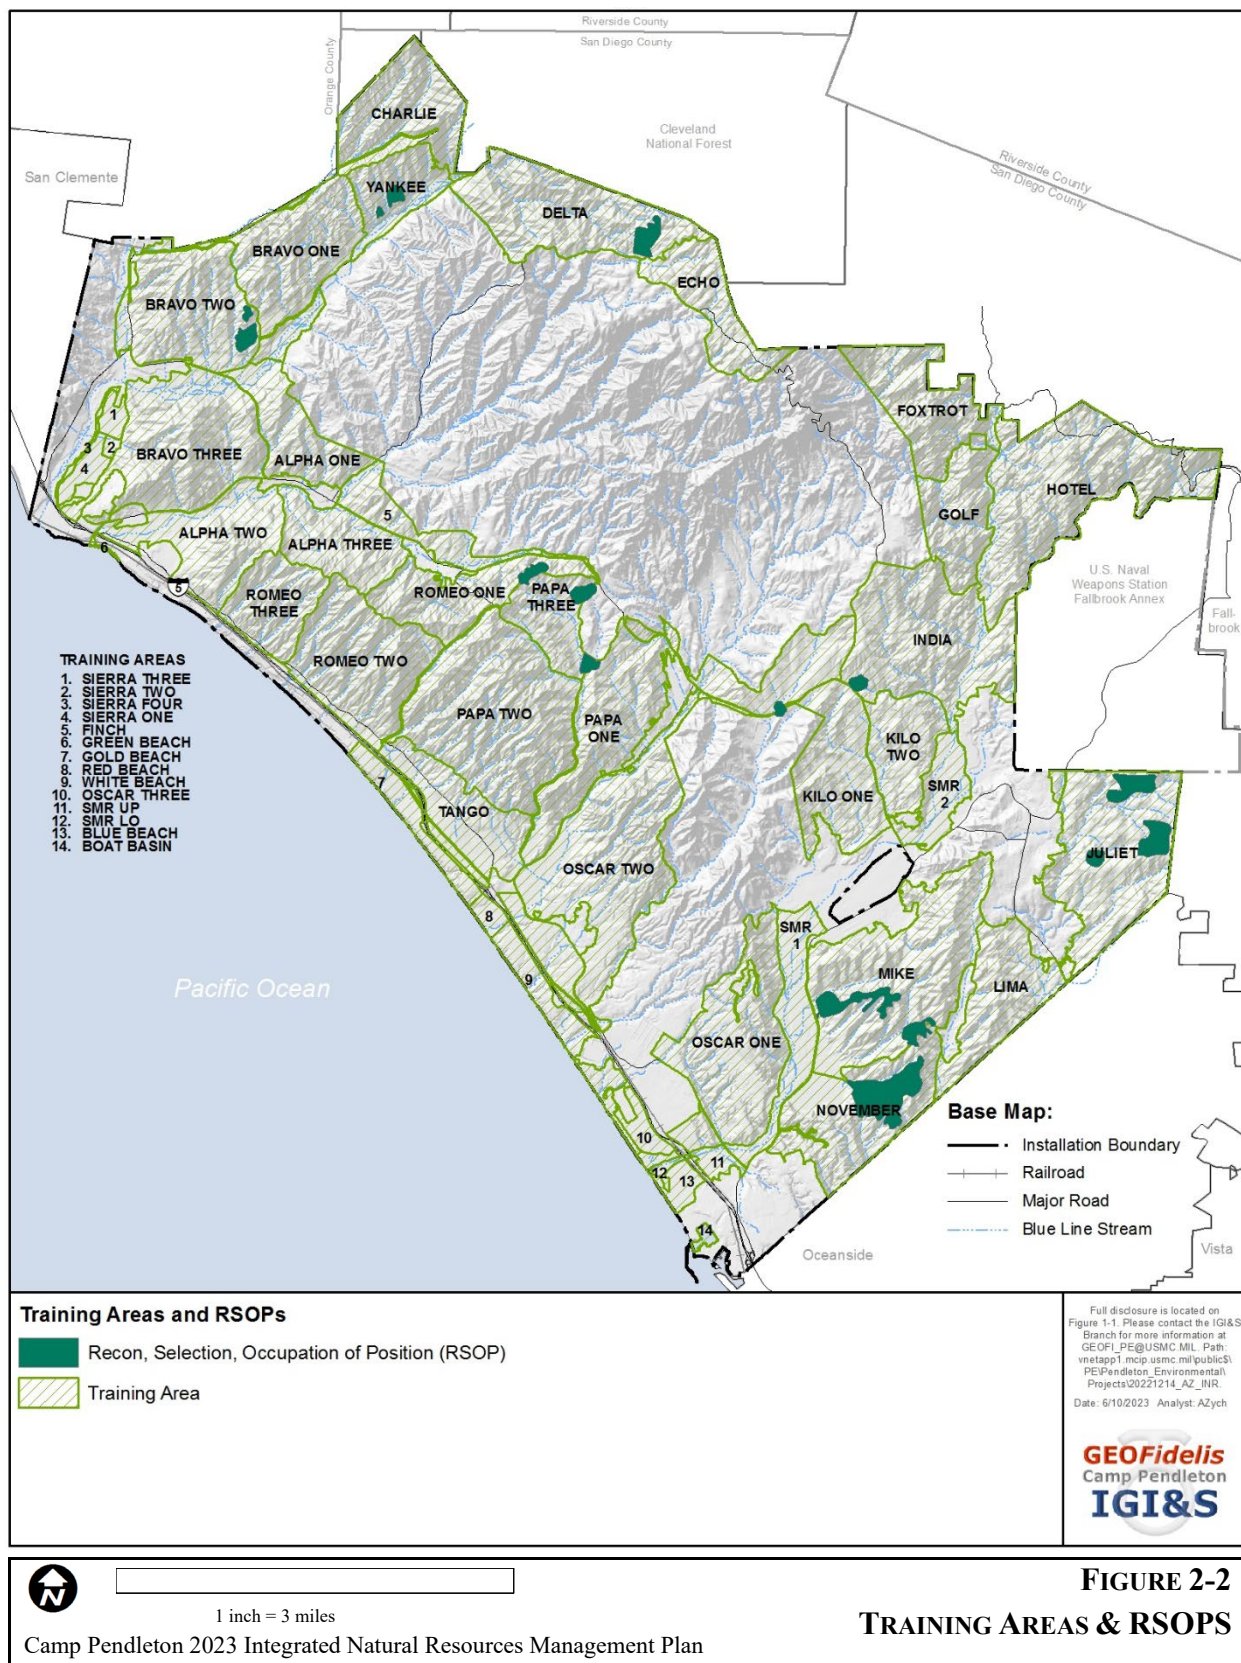 Riverside County
San Diego County
Orange County
CHARLIE
Cleveland
National Forest
Riverside County
San Diego County
San Clemente
YANKEE
DELTA
BRAVO ONE
ECHO
BRAVO TWO
FOXTROT
1
3
2
4
BRAVO THREE
ALPHA ONE
HOTEL
5
GOLF
ALPHA TWO
ALPHA THREE
6
5
U.S. Naval
Weapons Station
Fallbrook Annex
ROMEO
THREE
ROMEO ONE
PAPA
THREE
Fall-
brook
INDIA
ROMEO TWO
TRAINING AREAS
1. SIERRA THREE
2. SIERRA TWO
3. SIERRA FOUR
4. SIERRA ONE
5. FINCH
6. GREEN BEACH
7. GOLD BEACH
8. RED BEACH
9. WHITE BEACH
10. OSCAR THREE
11. SMR UP
12. SMR LO
13. BLUE BEACH
14. BOAT BASIN
PAPA TWO
PAPA
ONE
KILO
TWO
7
TANGO
KILO ONE
SMR
2
JULIET
OSCAR TWO
8
SMR
1
9
MIKE
LIMA
Pacific Ocean
OSCAR ONE
NOVEMBER
10
11
12
13
14
Oceanside
Vista
Base Map:
Installation Boundary
Railroad
Major Road
Blue Line Stream
Training Areas and RSOPs
Recon, Selection, Occupation of Position (RSOP)
Training Area
Full disclosure is located on
Figure 1-1. Please contact the IGI&S
Branch for more information at
GEOFI_PE@USMC.MIL. Path:
vnetapp1.mcip.usmc.mil\public$\
PE\Pendleton_Environmental\
Projects\20221214_AZ_INR.
Date: 6/10/2023 Analyst: AZych
GEOFidelis
Camp Pendleton
IGI&S
N
1 inch = 3 miles
Camp Pendleton 2023 Integrated Natural Resources Management Plan
FIGURE 2-2
TRAINING AREAS & RSOPS